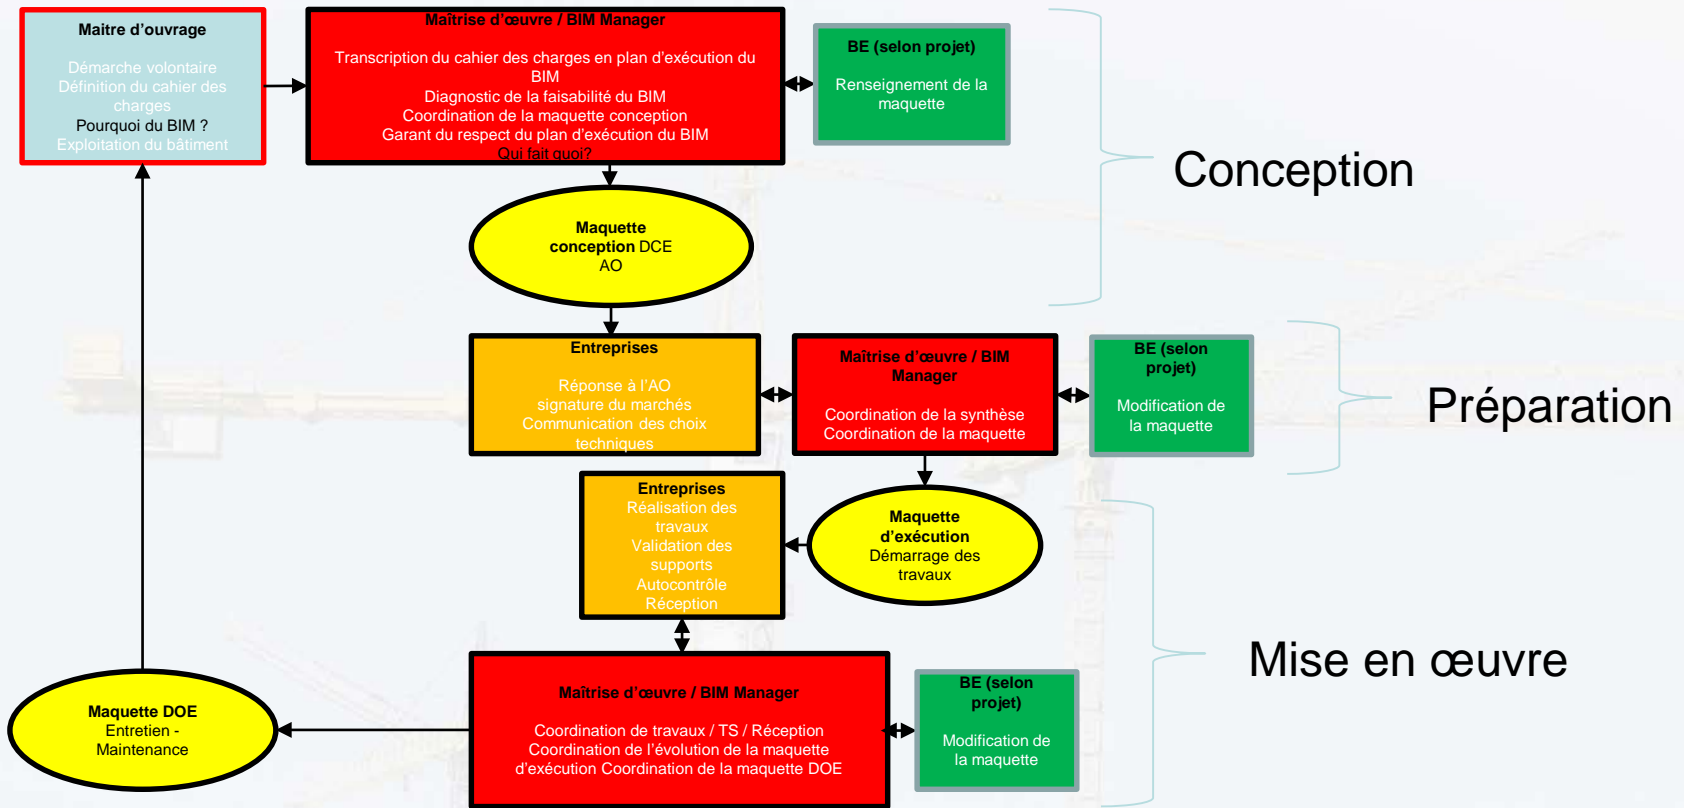 Maitre d'ouvrage
Démarche volontaire
Définition du cahier des
charges
Pourquoi du BIM ?
Exploitation du bâtiment
Maîtrise d'œuvre / BIM Manager
Transcription du cahier des charges en plan d'exécution du
BIM
Diagnostic de la faisabilité du BIM
Coordination de la maquette conception
Garant du respect du plan d'exécution du BIM
Qui fait quoi?
BE (selon projet)
Renseignement de la
maquette
Conception
Maquette
conception DCE
AO
Entreprises
Réponse à l'AO
signature du marchés
Communication des choix
techniques
Maîtrise d'œuvre / BIM
Manager
Coordination de la synthèse
Coordination de la maquette
BE (selon
projet)
Modification de
la maquette
Préparation
Entreprises
Réalisation des
travaux
Validation des
supports
Autocontrôle
Réception
Maquette
d'exécution
Démarrage des
travaux
Mise en œuvre
Maîtrise d'œuvre / BIM Manager
Coordination de travaux / TS / Réception
Coordination de l'évolution de la maquette
d'exécution Coordination de la maquette DOE
BE (selon
projet)
Modification de
la maquette
Maquette DOE
Entretien -
Maintenance